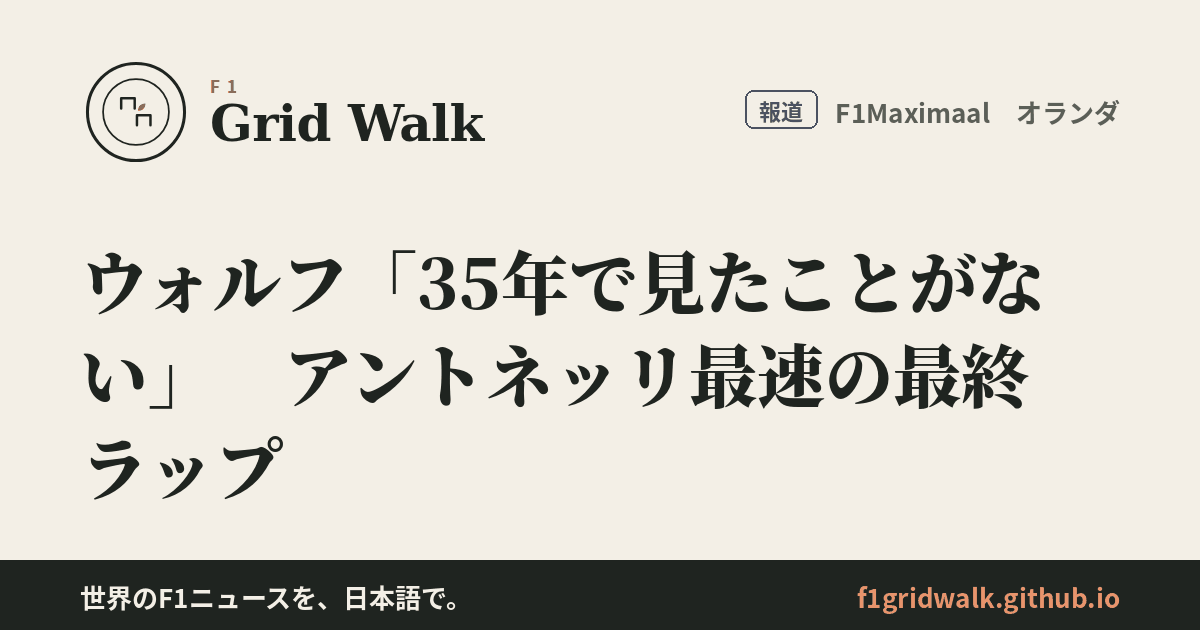 F1
Grid Walk
報道 F1Maximaal オランダ
ウォルフ「35年で見たことがな
い」 アントネッリ最速の最終
ラップ
世界のF1ニュースを、日本語で。
f1gridwalk.github.io